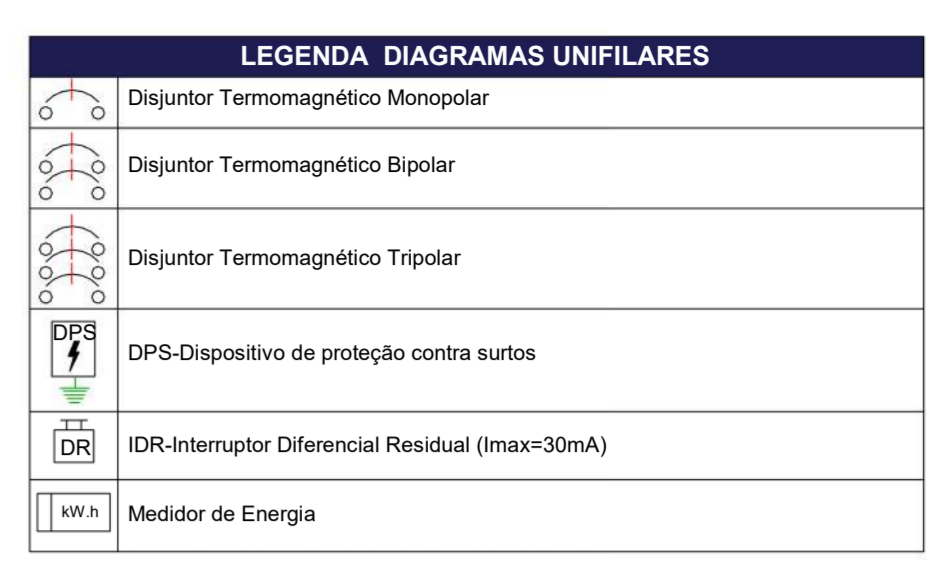 LEGENDA DIAGRAMAS UNIFILARES
Disjuntor Termomagnético Monopolar
Disjuntor Termomagnético Bipolar
Disjuntor Termomagnético Tripolar
DPS
DPS-Dispositivo de proteção contra surtos
DR
IDR-Interruptor Diferencial Residual (Imax=30mA)
kW.h
Medidor de Energia